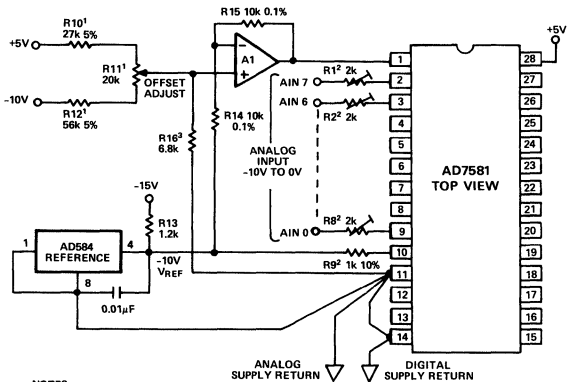 R15 10k 0.1%
R10¹
27k 5%
+5V
R11¹
20k
OFFSET
ADJUST
–10V
R12¹
56k 5%
–
+
A1
R14 10k
0.1%
R16³
6.8k
ANALOG
INPUT
–10V TO 0V
AIN 7
R1² 2k
AIN 6
R2² 2k
AIN 0
R8² 2k
R9² 1k 10%
–15V
R13
1.2k
AD584
REFERENCE
1
4
8
–10V
VREF
0.01μF
+5V
AD7581
TOP VIEW
1
2
3
4
5
6
7
8
9
10
11
12
13
14
28
27
26
25
24
23
22
21
20
19
18
17
16
15
ANALOG
SUPPLY RETURN
DIGITAL
SUPPLY RETURN